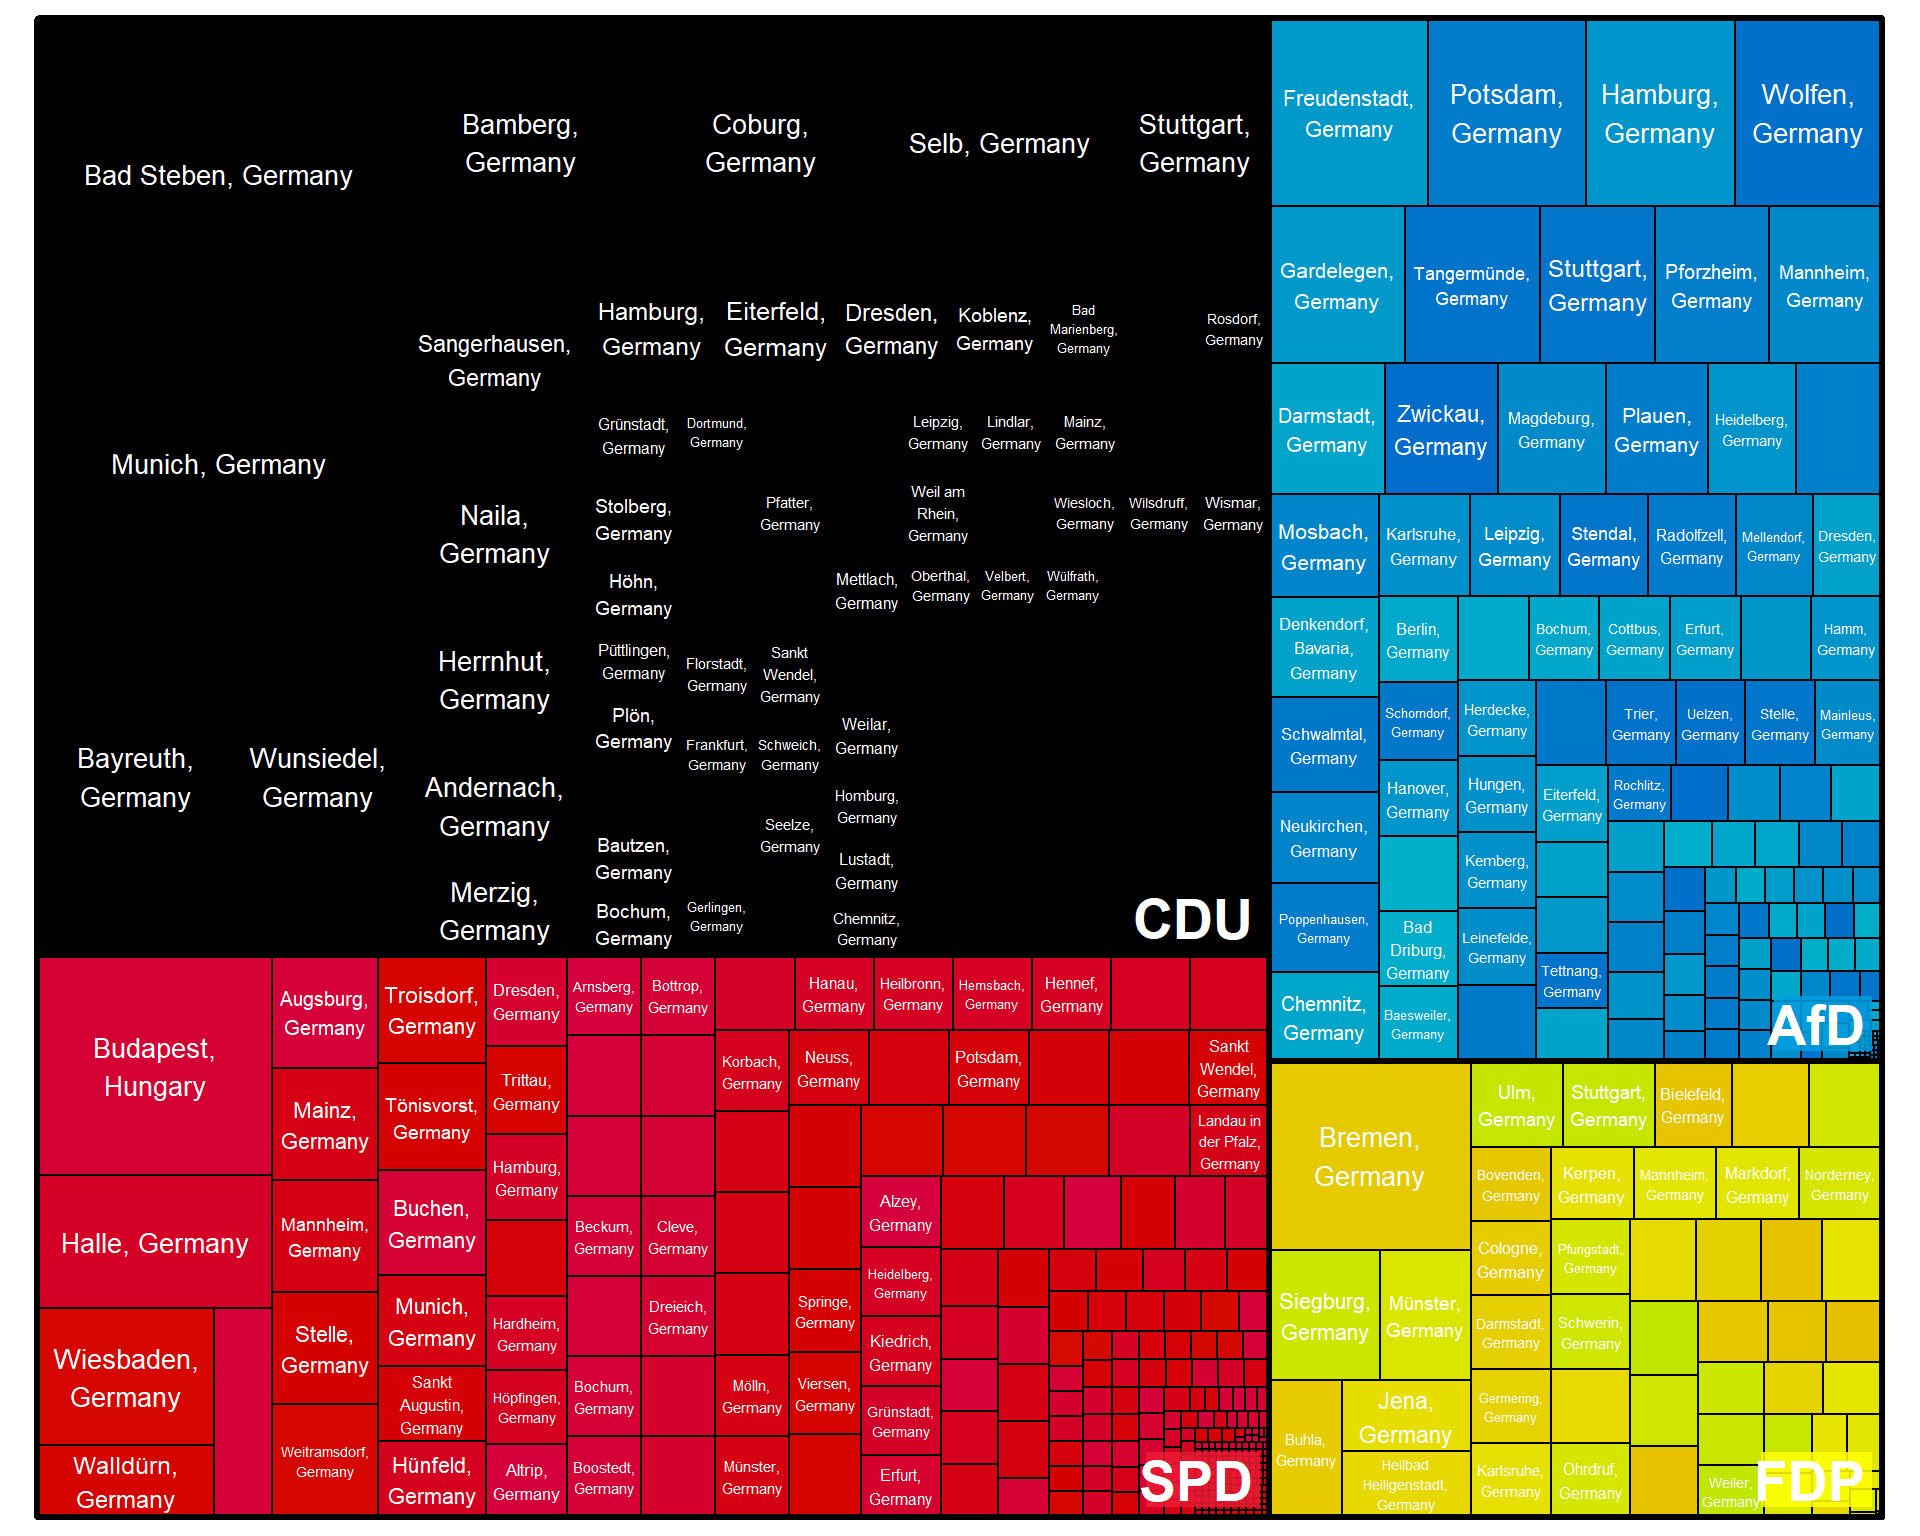 Bad Steben, Germany
Munich, Germany
Bayreuth,
Germany
Wunsiedel,
Germany
Bamberg,
Germany
Coburg,
Germany
Selb, Germany
Stuttgart,
Germany
Sangerhausen,
Germany
Naila,
Germany
Herrnhut,
Germany
Andernach,
Germany
Merzig,
Germany
Hamburg,
Germany
Eiterfeld,
Germany
Dresden,
Germany
Koblenz,
Germany
Bad
Marienberg,
Germany
Rosdorf,
Germany
Grünstadt,
Germany
Dortmund,
Germany
Leipzig,
Germany
Lindlar,
Germany
Mainz,
Germany
Stolberg,
Germany
Pfatter,
Germany
Weil am
Rhein,
Germany
Wiesloch,
Germany
Wilsdruff,
Germany
Wismar,
Germany
Höhn,
Germany
Mettlach,
Germany
Oberthal,
Germany
Velbert,
Germany
Wülfrath,
Germany
Püttlingen,
Germany
Florstadt,
Germany
Sankt
Wendel,
Germany
Plön,
Germany
Frankfurt,
Germany
Schweich,
Germany
Weilar,
Germany
Homburg,
Germany
Bautzen,
Germany
Seelze,
Germany
Lustadt,
Germany
Bochum,
Germany
Gerlingen,
Germany
Chemnitz,
Germany
CDU
Freudenstadt,
Germany
Potsdam,
Germany
Hamburg,
Germany
Wolfen,
Germany
Gardelegen,
Germany
Tangermünde,
Germany
Stuttgart,
Germany
Pforzheim,
Germany
Mannheim,
Germany
Darmstadt,
Germany
Zwickau,
Germany
Magdeburg,
Germany
Plauen,
Germany
Heidelberg,
Germany
Mosbach,
Germany
Karlsruhe,
Germany
Leipzig,
Germany
Stendal,
Germany
Radolfzell,
Germany
Mellendorf,
Germany
Dresden,
Germany
Denkendorf,
Bavaria,
Germany
Berlin,
Germany
Bochum,
Germany
Cottbus,
Germany
Erfurt,
Germany
Hamm,
Germany
Schwalmtal,
Germany
Schorndorf,
Germany
Herdecke,
Germany
Trier,
Germany
Uelzen,
Germany
Stelle,
Germany
Mainleus,
Germany
Neukirchen,
Germany
Hanover,
Germany
Hungen,
Germany
Eiterfeld,
Germany
Rochlitz,
Germany
Kemberg,
Germany
Poppenhausen,
Germany
Bad
Driburg,
Germany
Leinefelde,
Germany
Tettnang,
Germany
Chemnitz,
Germany
Baesweiler,
Germany
AfD
Budapest,
Hungary
Halle, Germany
Wiesbaden,
Germany
Walldürn,
Germany
Augsburg,
Germany
Mainz,
Germany
Mannheim,
Germany
Stelle,
Germany
Weitramsdorf,
Germany
Troisdorf,
Germany
Tönisvorst,
Germany
Buchen,
Germany
Munich,
Germany
Sankt
Augustin,
Germany
Hünfeld,
Germany
Dresden,
Germany
Trittau,
Germany
Hamburg,
Germany
Hardheim,
Germany
Höpfingen,
Germany
Altrip,
Germany
Arnsberg,
Germany
Bottrop,
Germany
Beckum,
Germany
Cleve,
Germany
Dreieich,
Germany
Bochum,
Germany
Boostedt,
Germany
Hanau,
Germany
Heilbronn,
Germany
Hemsbach,
Germany
Hennef,
Germany
Korbach,
Germany
Neuss,
Germany
Potsdam,
Germany
Sankt
Wendel,
Germany
Landau in
der Pfalz,
Germany
Mölln,
Germany
Münster,
Germany
Springe,
Germany
Viersen,
Germany
Alzey,
Germany
Heidelberg,
Germany
Kiedrich,
Germany
Grünstadt,
Germany
Erfurt,
Germany
SPD
Bremen,
Germany
Siegburg,
Germany
Münster,
Germany
Buhla,
Germany
Jena,
Germany
Heilbad
Heiligenstadt,
Germany
Ulm,
Germany
Stuttgart,
Germany
Bielefeld,
Germany
Bovenden,
Germany
Kerpen,
Germany
Mannheim,
Germany
Markdorf,
Germany
Norderney,
Germany
Cologne,
Germany
Pfungstadt,
Germany
Darmstadt,
Germany
Schwerin,
Germany
Germering,
Germany
Karlsruhe,
Germany
Ohrdruf,
Germany
Weiler,
Germany
FDP